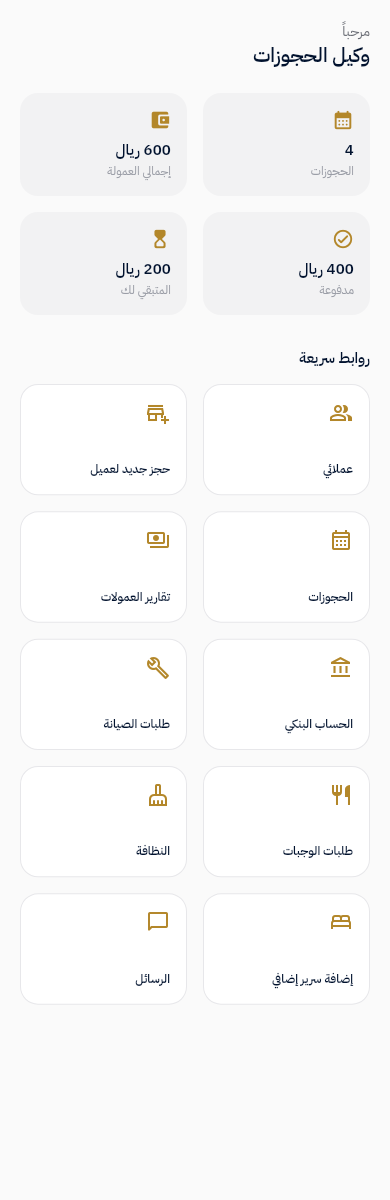 مرحباً
وكيل الحجوزات
4
الحجوزات
600 ريال
إجمالي العمولة
400 ريال
مدفوعة
200 ريال
المتبقي لك
روابط سريعة
عملائي
حجز جديد لعميل
الحجوزات
تقارير العمولات
الحساب البنكي
طلبات الصيانة
طلبات الوجبات
النظافة
إضافة سرير إضافي
الرسائل